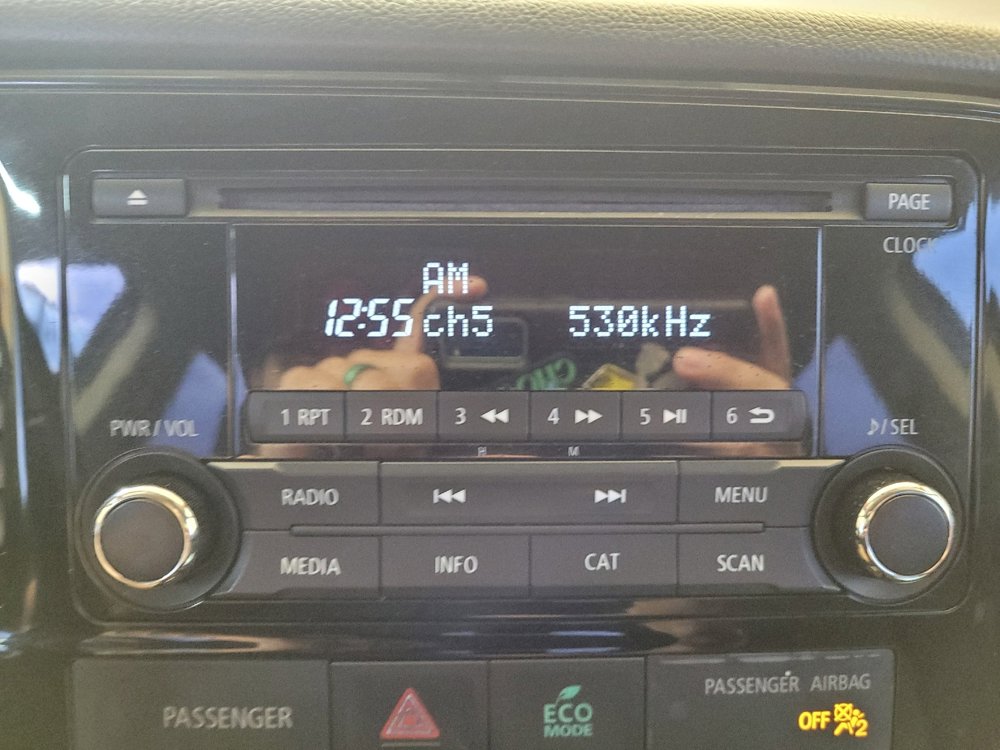 PAGE
CLOCK
AM
12:55 ch5 530kHz
1 RPT 2 RDM 3 4 5 6
H M
PWR/VOL
/SEL
RADIO MENU
MEDIA INFO CAT SCAN
PASSENGER AIRBAG
PASSENGER
ECO
MODE
OFF 2